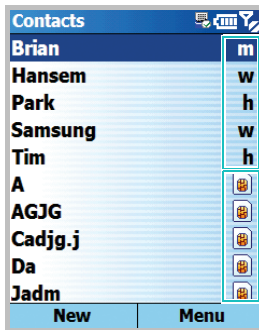 Contacts
Brian m
Hansem w
Park h
Samsung w
Tim h
A
AGJG
Cadjg.j
Da
Jadm
New Menu